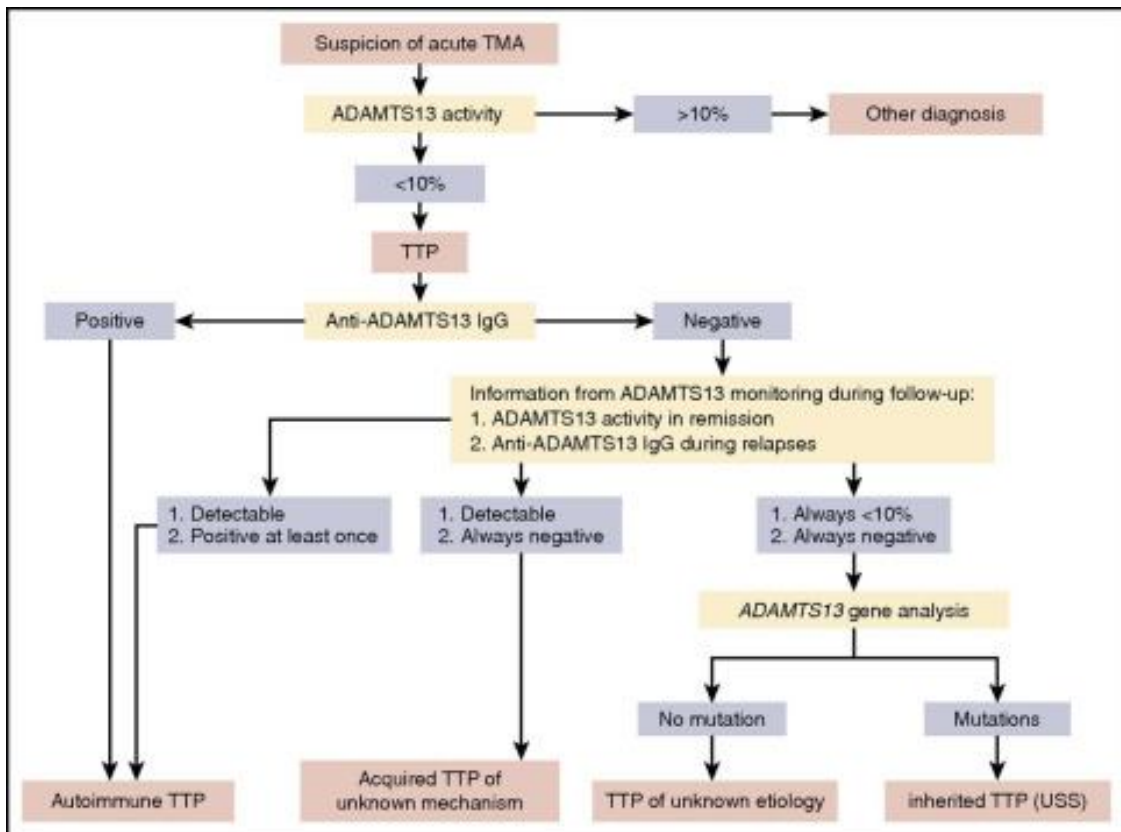 Suspicion of acute TMA
ADAMTS13 activity
>10%
Other diagnosis
<10%
TTP
Positive
Anti-ADAMTS13 IgG
Negative
Information from ADAMTS13 monitoring during follow-up:
1. ADAMTS13 activity in remission
2. Anti-ADAMTS13 IgG during relapses
1. Detectable
2. Positive at least once
1. Detectable
2. Always negative
1. Always <10%
2. Always negative
ADAMTS13 gene analysis
No mutation
Mutations
Autoimmune TTP
Acquired TTP of
unknown mechanism
TTP of unknown etiology
inherited TTP (USS)